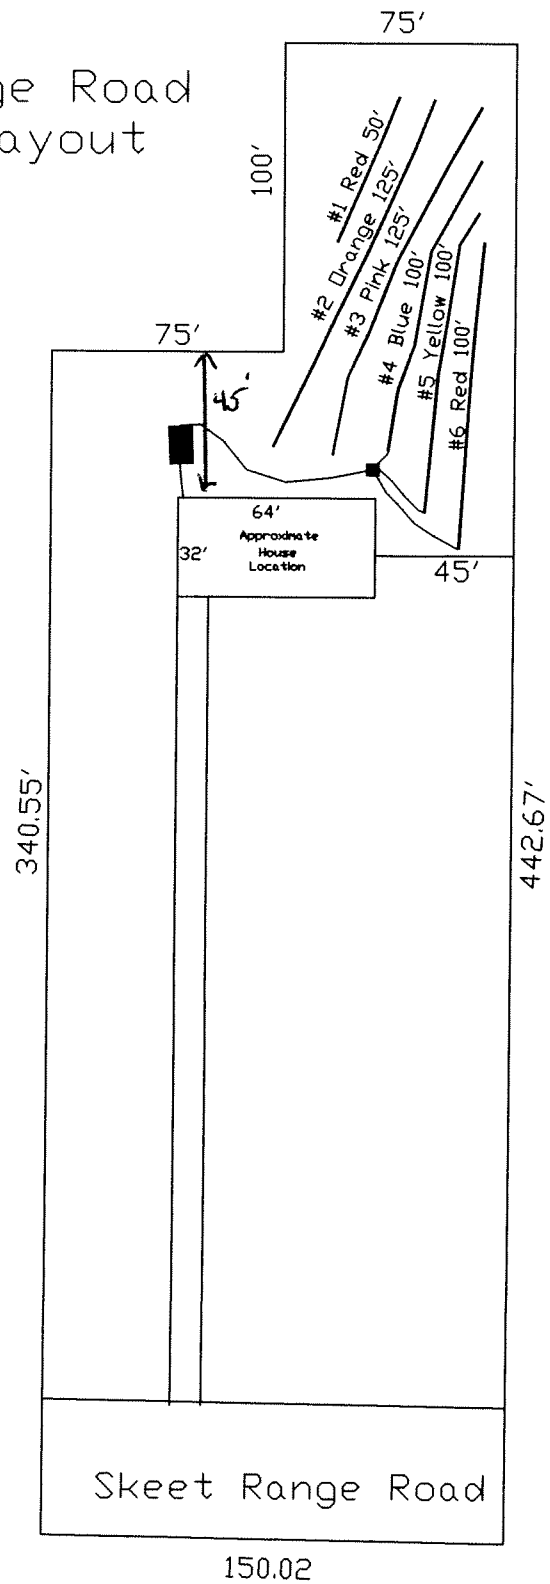 75'
ge Road
ayout
100'
#1 Red 50'
#2 Orange 125'
#3 Pink 125'
#4 Blue 100'
#5 Yellow 100'
#6 Red 100'
75'
45'
64'
Approximate
House
Location
32'
45'
340.55'
442.67'
Skeet Range Road
150.02